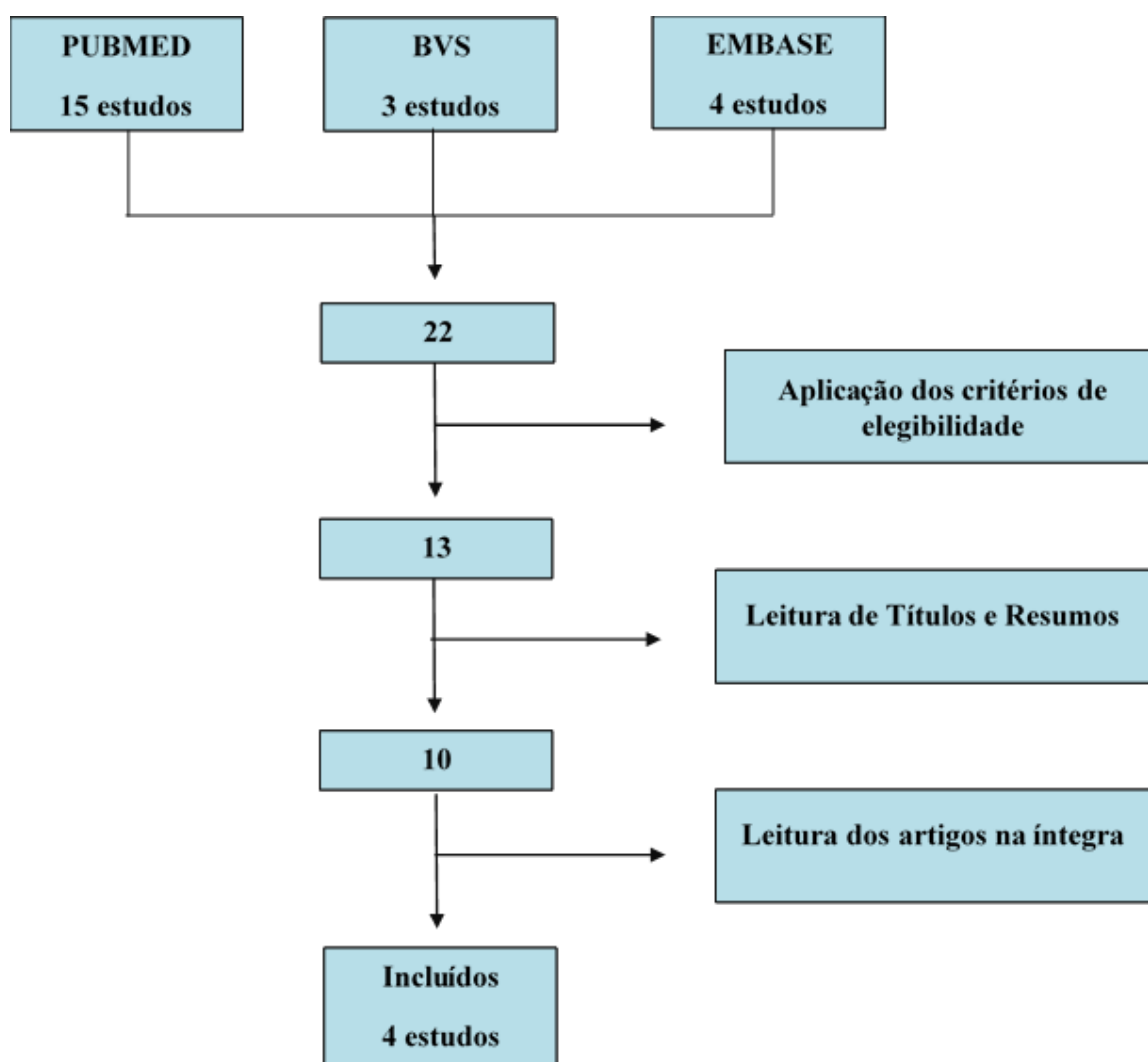 PUBMED
15 estudos
BVS
3 estudos
EMBASE
4 estudos
22
Aplicação dos critérios de
elegibilidade
13
Leitura de Títulos e Resumos
10
Leitura dos artigos na íntegra
Incluídos
4 estudos